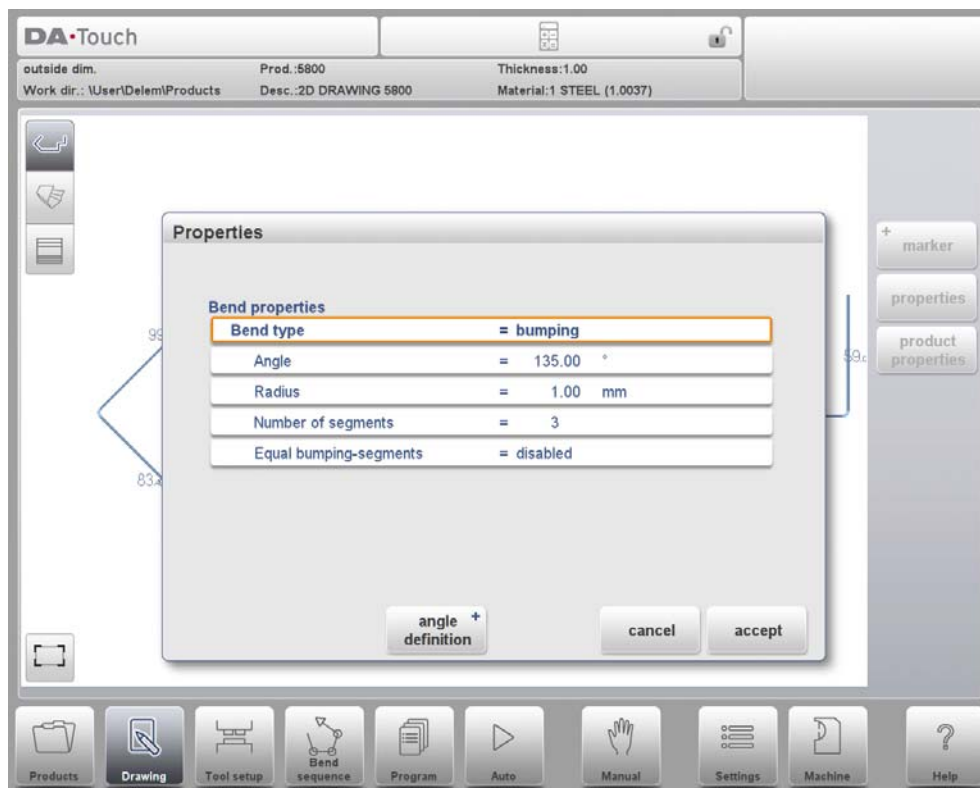 DA·Touch
outside dim. Prod.:5800 Thickness:1.00
Work dir.: \User\Delem\Products Desc.:2D DRAWING 5800 Material:1 STEEL (1.0037)
Properties
+ marker
properties
product
properties
Bend properties
Bend type = bumping
Angle = 135.00 °
Radius = 1.00 mm
Number of segments = 3
Equal bumping-segments = disabled
angle +
definition
cancel
accept
Products
Drawing
Tool setup
Bend
sequence
Program
Auto
Manual
Settings
Machine
Help